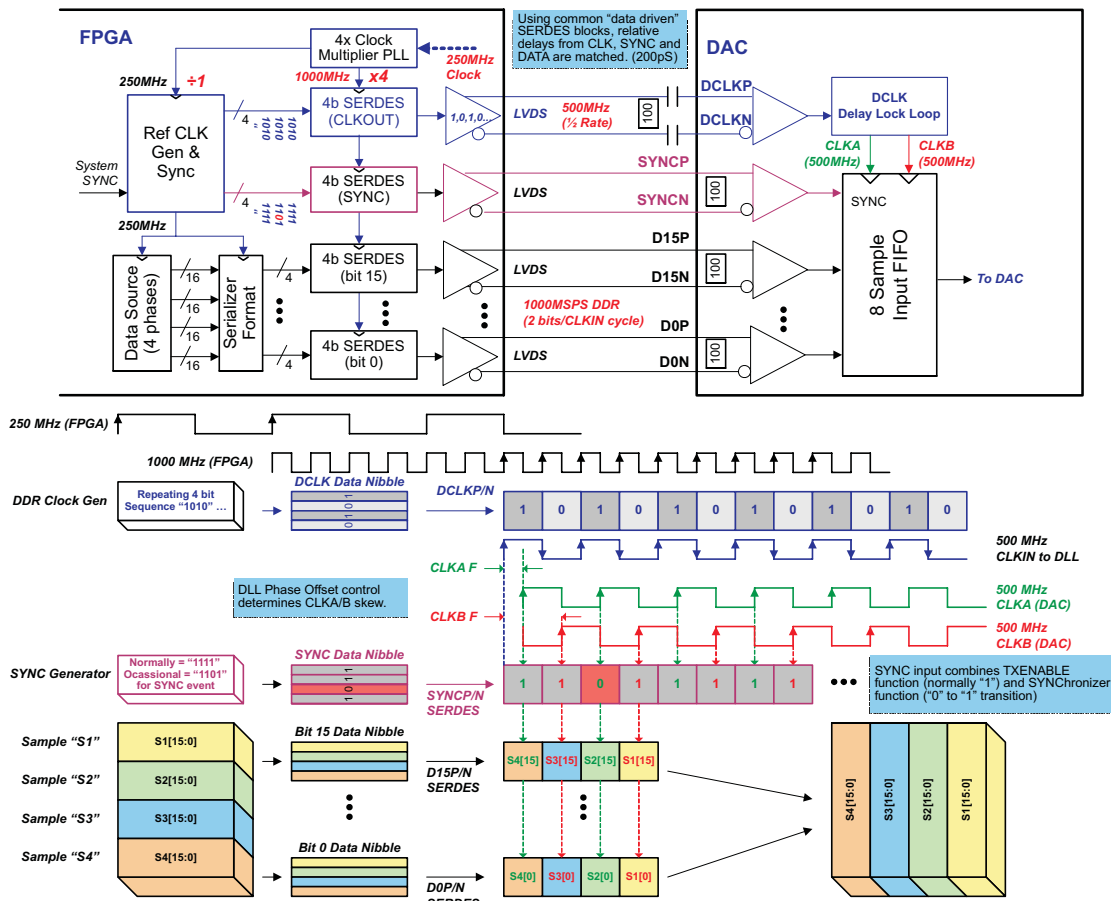 FPGA
4x Clock
Multiplier PLL
250MHz
÷1
1000MHz
x4
250MHz
Clock
Using common “data driven”
SERDES blocks, relative
delays from CLK, SYNC and
DATA are matched. (200pS)
DAC
Ref CLK
Gen &
Sync
4
1010
1010
1010
“
4b SERDES
(CLKOUT)
1,0,1,0...
LVDS
500MHz
(½ Rate)
100
DCLKP
DCLKN
DCLK
Delay Lock Loop
CLKA
(500MHz)
CLKB
(500MHz)
System
SYNC
4
1111
1101
1111
“
4b SERDES
(SYNC)
LVDS
SYNCP
SYNCN
100
SYNC
8 Sample
Input FIFO
To DAC
250MHz
Data Source
(4 phases)
16
16
16
16
Serializer
Format
4
4
4b SERDES
(bit 15)
LVDS
D15P
D15N
100
1000MSPS DDR
(2 bits/CLKIN cycle)
4b SERDES
(bit 0)
LVDS
D0P
D0N
100
250 MHz (FPGA)
1000 MHz (FPGA)
DDR Clock Gen
Repeating 4 bit
Sequence “1010” ...
DCLK Data Nibble
1
0
1
0
DCLKP/N
1 0 1 0 1 0 1 0 1 0 1 0
500 MHz
CLKIN to DLL
CLKA F
DLL Phase Offset control
determines CLKA/B skew.
500 MHz
CLKA (DAC)
CLKB F
500 MHz
CLKB (DAC)
SYNC Generator
Normally = “1111”
Ocassional = “1101”
for SYNC event
SYNC Data Nibble
1
1
0
1
SYNCP/N
SERDES
1 1 0 1 1 1 1 1
SYNC input combines TXENABLE
function (normally “1”) and SYNChronizer
function (“0” to “1” transition)
Sample “S1”
S1[15:0]
Sample “S2”
S2[15:0]
Sample “S3”
S3[15:0]
Sample “S4”
S4[15:0]
Bit 15 Data Nibble
D15P/N
SERDES
S4[15] S3[15] S2[15] S1[15]
Bit 0 Data Nibble
D0P/N
SERDES
S4[0] S3[0] S2[0] S1[0]
S4[15:0]
S3[15:0]
S2[15:0]
S1[15:0]